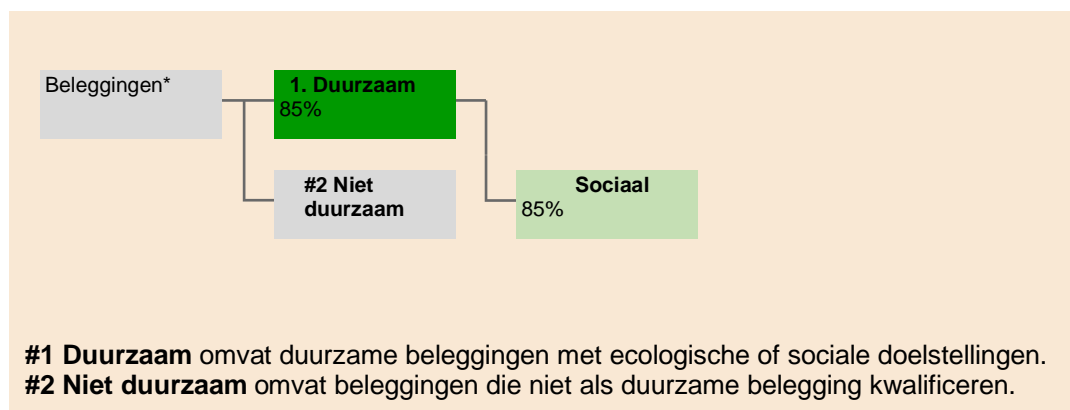 Beleggingen*
1. Duurzaam
85%
#2 Niet
duurzaam
Sociaal
85%
#1 Duurzaam omvat duurzame beleggingen met ecologische of sociale doelstellingen.
#2 Niet duurzaam omvat beleggingen die niet als duurzame belegging kwalificeren.